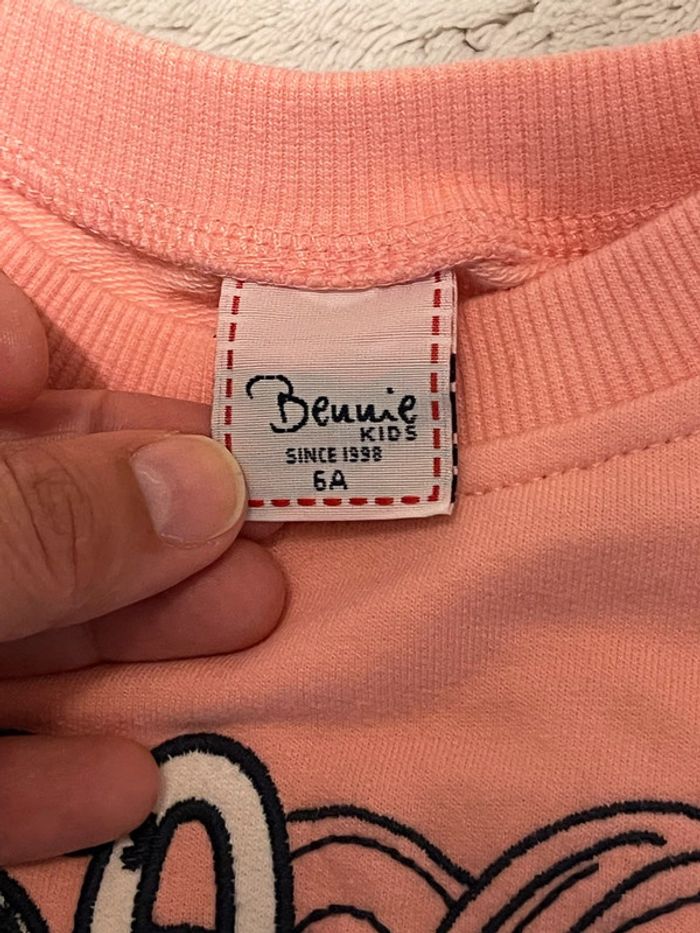 Bennie
KIDS
SINCE 1998
6A